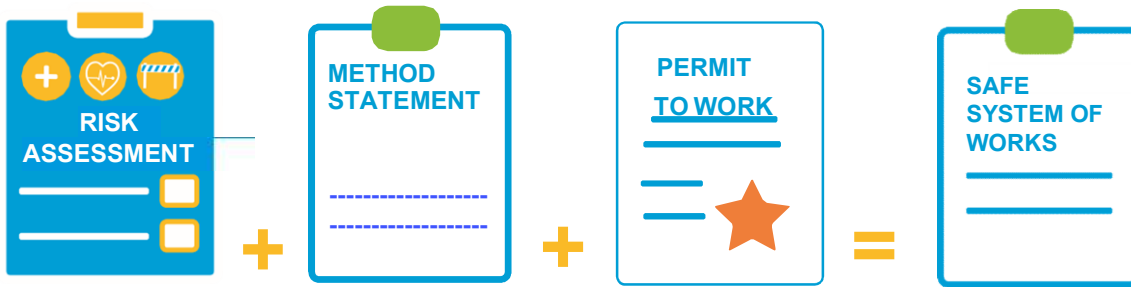 RISK
ASSESSMENT
METHOD
STATEMENT
PERMIT
TO WORK
SAFE
SYSTEM OF
WORKS